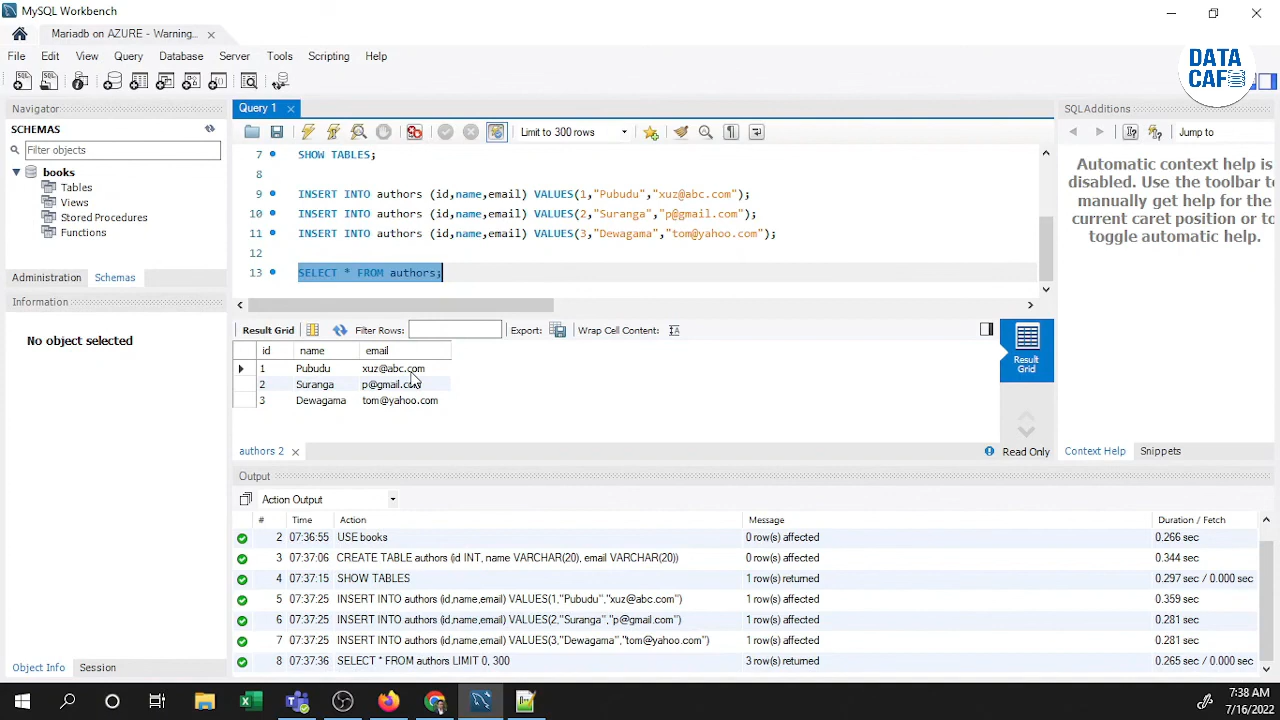 MySQL Workbench
Mariadb on AZURE - Warning... ×
File Edit View Query Database Server Tools Scripting Help
DATA
CAF
Navigator
SCHEMAS
Filter objects
books
Tables
Views
Stored Procedures
Functions
Administration Schemas
Information
No object selected
Object Info Session
Query 1 ×
Limit to 300 rows
7 SHOW TABLES;
8
9 INSERT INTO authors (id,name,email) VALUES(1,"Pubudu","xuz@abc.com");
10 INSERT INTO authors (id,name,email) VALUES(2,"Suranga","p@gmail.com");
11 INSERT INTO authors (id,name,email) VALUES(3,"Dewagama","tom@yahoo.com");
12
13 SELECT * FROM authors;
Result Grid Filter Rows: Export: Wrap Cell Content:
id name email
1 Pubudu xuz@abc.com
2 Suranga p@gmail.com
3 Dewagama tom@yahoo.com
Result
Grid
authors 2 × Read Only
SQLAdditions
Jump to
Automatic context help is
disabled. Use the toolbar to
manually get help for the
current caret position or to
toggle automatic help.
Context Help Snippets
Output
Action Output
# Time Action Message Duration / Fetch
2 07:36:55 USE books 0 row(s) affected 0.266 sec
3 07:37:06 CREATE TABLE authors (id INT, name VARCHAR(20), email VARCHAR(20)) 0 row(s) affected 0.344 sec
4 07:37:15 SHOW TABLES 1 row(s) returned 0.297 sec / 0.000 sec
5 07:37:25 INSERT INTO authors (id,name,email) VALUES(1,"Pubudu","xuz@abc.com") 1 row(s) affected 0.359 sec
6 07:37:25 INSERT INTO authors (id,name,email) VALUES(2,"Suranga","p@gmail.com") 1 row(s) affected 0.281 sec
7 07:37:25 INSERT INTO authors (id,name,email) VALUES(3,"Dewagama","tom@yahoo.com") 1 row(s) affected 0.281 sec
8 07:37:36 SELECT * FROM authors LIMIT 0, 300 3 row(s) returned 0.265 sec / 0.000 sec
7:38 AM
7/16/2022